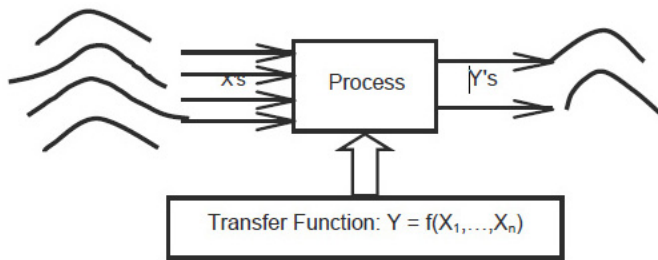 X's
Process
Y's
Transfer Function: Y = f(X₁,…,Xₙ)